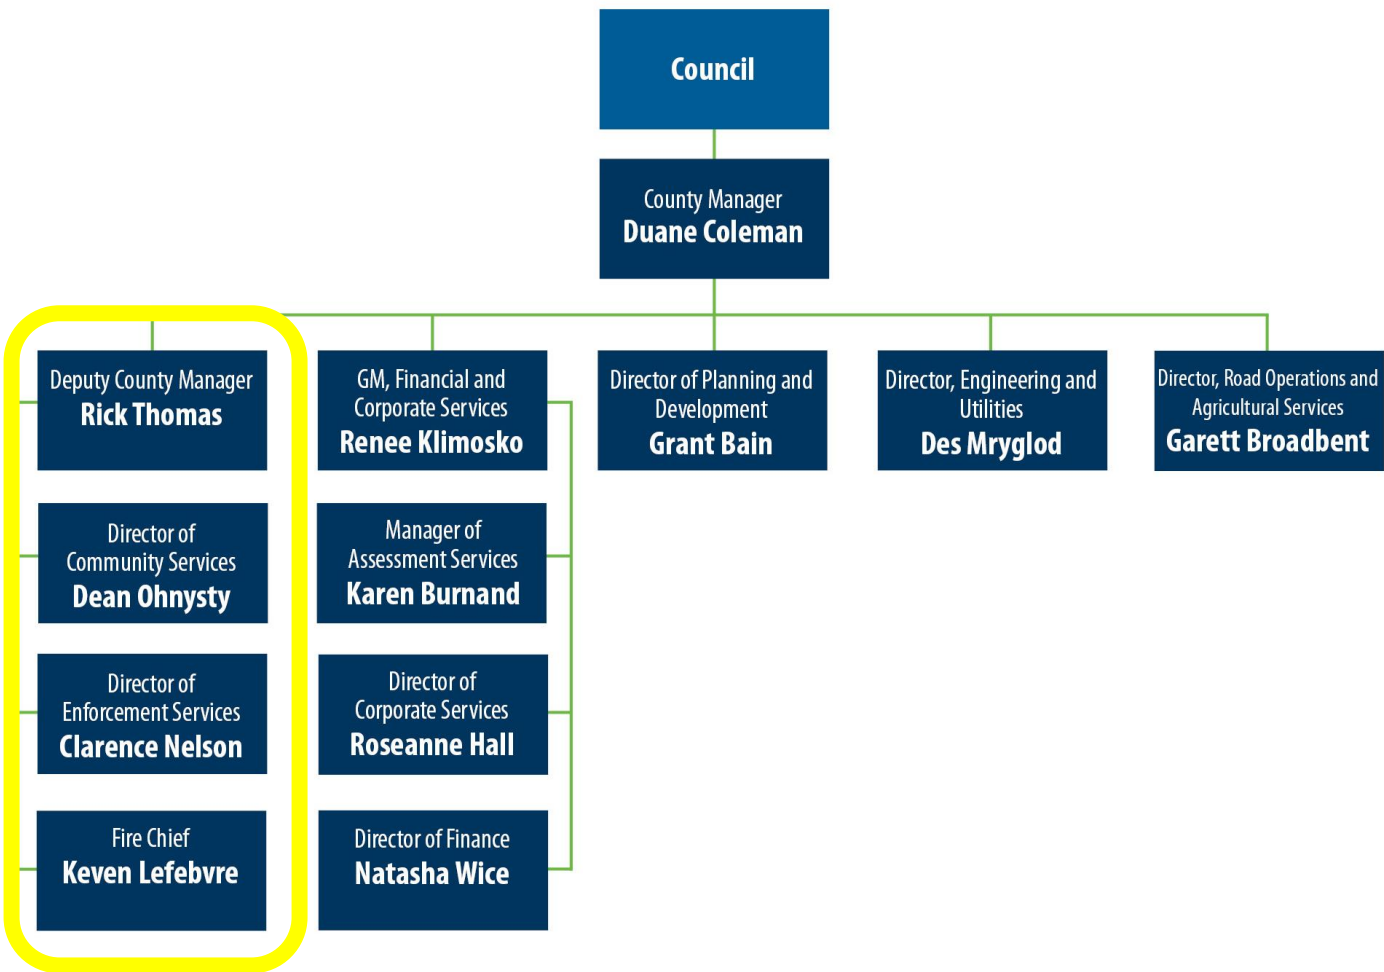 Council
County Manager
Duane Coleman
Deputy County Manager
Rick Thomas
GM, Financial and
Corporate Services
Renee Klimosko
Director of Planning and
Development
Grant Bain
Director, Engineering and
Utilities
Des Mryglod
Director, Road Operations and
Agricultural Services
Garett Broadbent
Director of
Community Services
Dean Ohnysty
Manager of
Assessment Services
Karen Burnand
Director of
Enforcement Services
Clarence Nelson
Director of
Corporate Services
Roseanne Hall
Fire Chief
Keven Lefebvre
Director of Finance
Natasha Wice